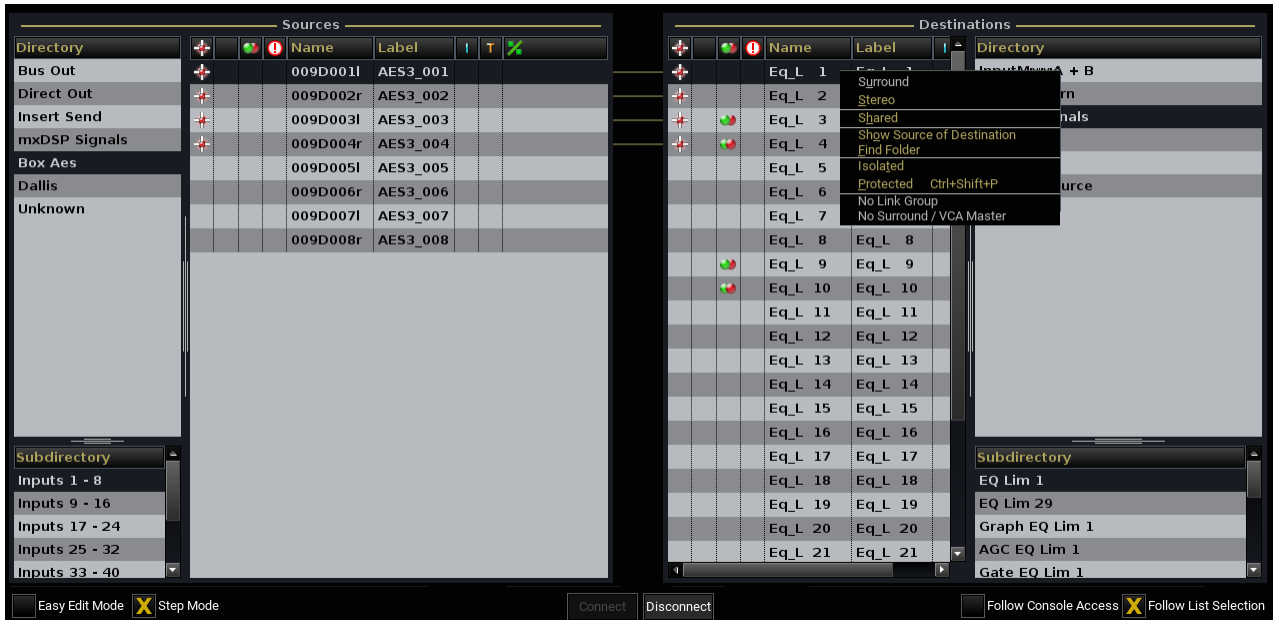 Sources
Directory
Bus Out
Direct Out
Insert Send
mxDSP Signals
Box Aes
Dallis
Unknown
Subdirectory
Inputs 1 - 8
Inputs 9 - 16
Inputs 17 - 24
Inputs 25 - 32
Inputs 33 - 40
Name Label I T
009D001l AES3_001
009D002r AES3_002
009D003l AES3_003
009D004r AES3_004
009D005l AES3_005
009D006r AES3_006
009D007l AES3_007
009D008r AES3_008
Destinations
Name Label I
Eq_L 1 Eq_L 1
Eq_L 2
Eq_L 3
Eq_L 4
Eq_L 5
Eq_L 6
Eq_L 7
Eq_L 8 Eq_L 8
Eq_L 9 Eq_L 9
Eq_L 10 Eq_L 10
Eq_L 11 Eq_L 11
Eq_L 12 Eq_L 12
Eq_L 13 Eq_L 13
Eq_L 14 Eq_L 14
Eq_L 15 Eq_L 15
Eq_L 16 Eq_L 16
Eq_L 17 Eq_L 17
Eq_L 18 Eq_L 18
Eq_L 19 Eq_L 19
Eq_L 20 Eq_L 20
Eq_L 21 Eq_L 21
Surround
Stereo
Shared
Show Source of Destination
Find Folder
Isolated
Protected Ctrl+Shift+P
No Link Group
No Surround / VCA Master
Directory
A + B
Subdirectory
EQ Lim 1
EQ Lim 29
Graph EQ Lim 1
AGC EQ Lim 1
Gate EQ Lim 1
Easy Edit Mode
X Step Mode
Connect
Disconnect
Follow Console Access
X Follow List Selection